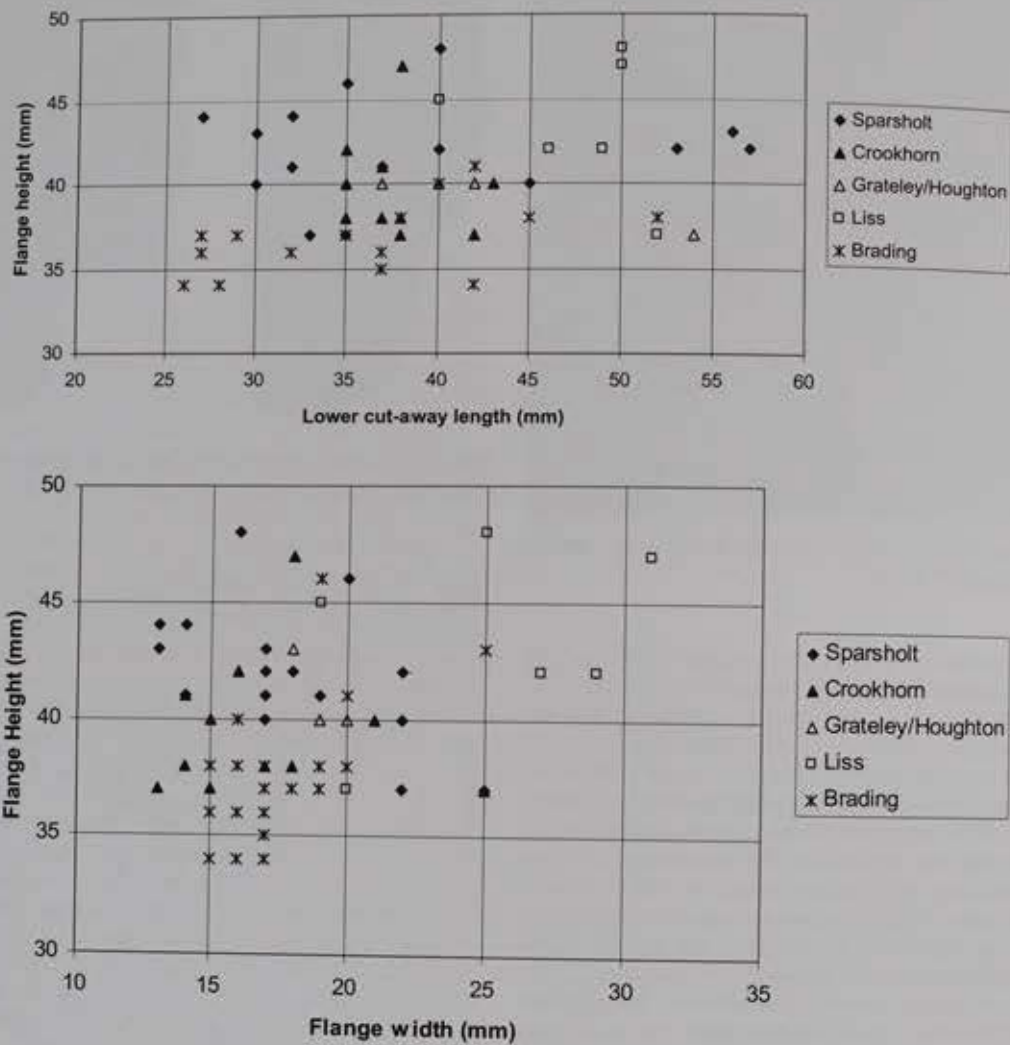 50
45
40
35
30
Flange height (mm)
20 25 30 35 40 45 50 55 60
Lower cut-away length (mm)
Sparsholt
Crookhorn
Grateley/Houghton
Liss
Brading
50
45
40
35
30
Flange Height (mm)
10 15 20 25 30 35
Flange width (mm)
Sparsholt
Crookhorn
Grateley/Houghton
Liss
Brading